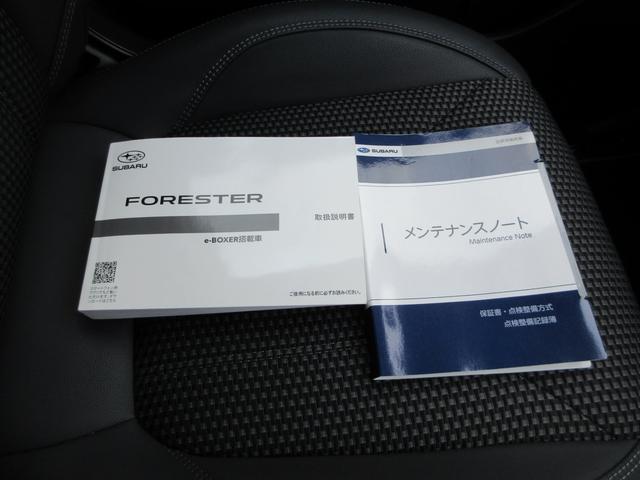 SUBARU
FORESTER
取扱説明書
e-BOXER搭載車
ご使用になる前に必ずお読みください。
SUBARU
メンテナンスノート
Maintenance Note
保証書・点検整備方式
点検整備記録簿